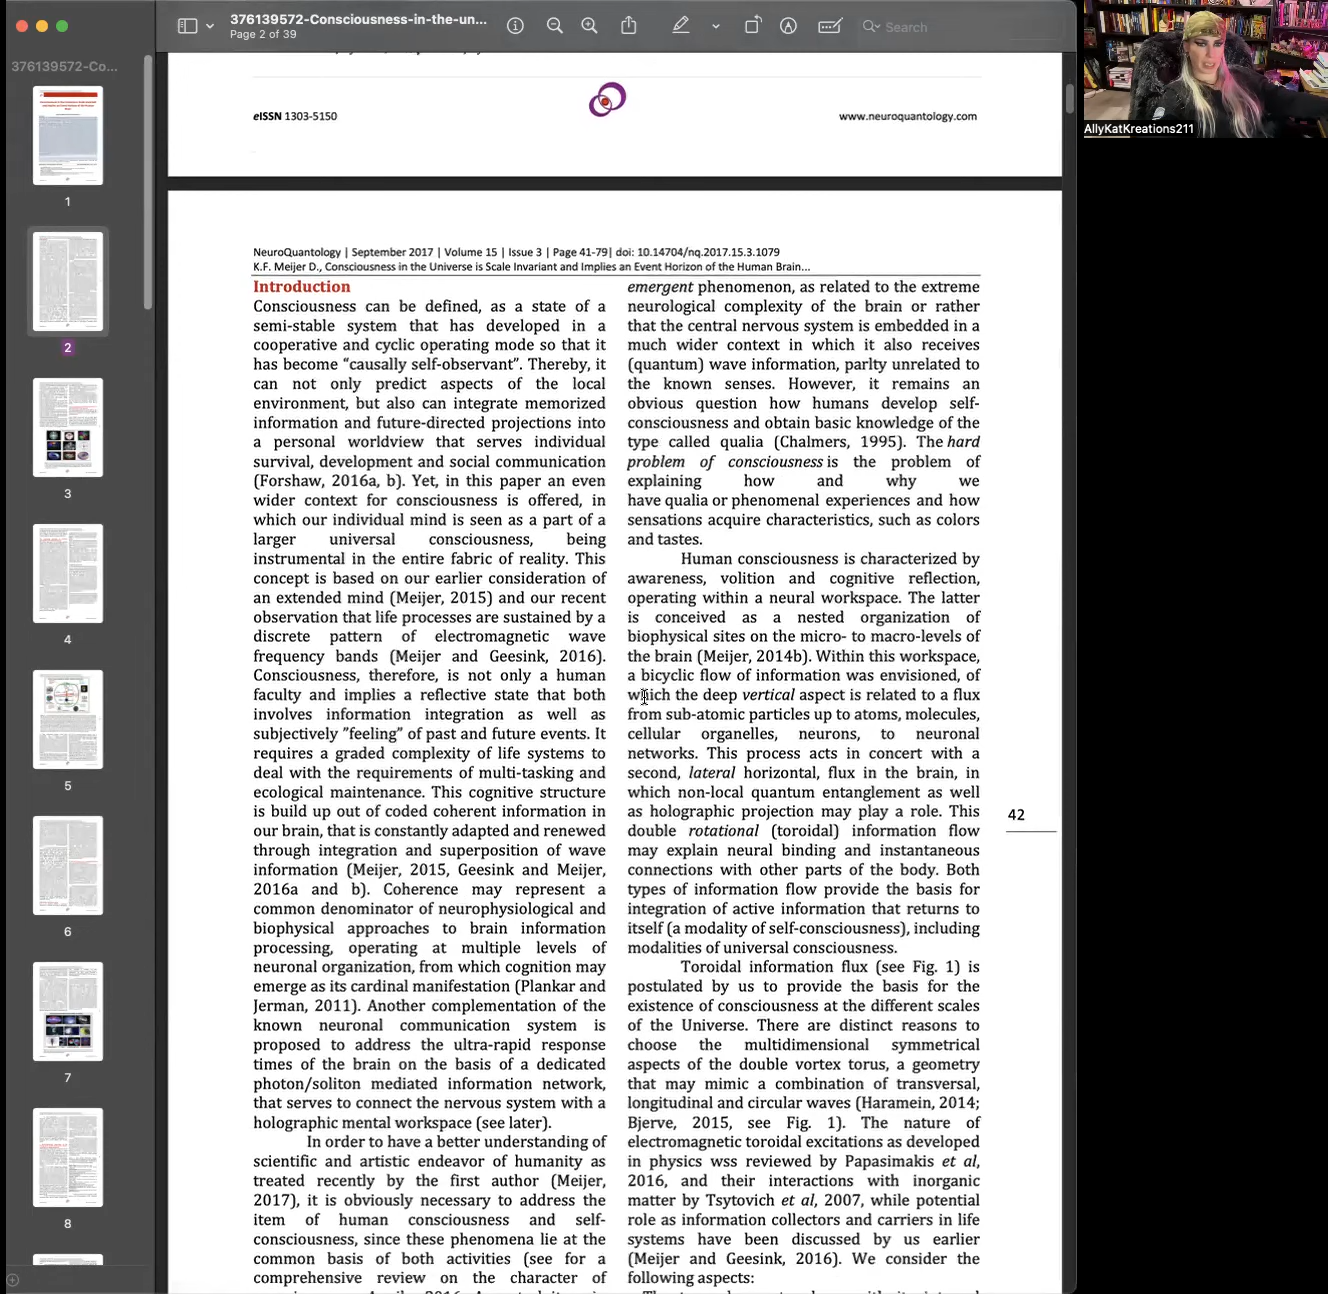 376139572-Consciousness-in-the-un...
Page 2 of 39
Search
376139572-Co...
1
2
3
4
5
6
7
8
AllyKatKreations211
eISSN 1303-5150
www.neuroquantology.com
NeuroQuantology | September 2017 | Volume 15 | Issue 3 | Page 41-79| doi: 10.14704/nq.2017.15.3.1079
K.F. Meijer D., Consciousness in the Universe is Scale Invariant and Implies an Event Horizon of the Human Brain...
Introduction
Consciousness can be defined, as a state of a
semi-stable system that has developed in a
cooperative and cyclic operating mode so that it
has become “causally self-observant”. Thereby, it
can not only predict aspects of the local
environment, but also can integrate memorized
information and future-directed projections into
a personal worldview that serves individual
survival, development and social communication
(Forshaw, 2016a, b). Yet, in this paper an even
wider context for consciousness is offered, in
which our individual mind is seen as a part of a
larger universal consciousness, being
instrumental in the entire fabric of reality. This
concept is based on our earlier consideration of
an extended mind (Meijer, 2015) and our recent
observation that life processes are sustained by a
discrete pattern of electromagnetic wave
frequency bands (Meijer and Geesink, 2016).
Consciousness, therefore, is not only a human
faculty and implies a reflective state that both
involves information integration as well as
subjectively ”feeling” of past and future events. It
requires a graded complexity of life systems to
deal with the requirements of multi-tasking and
ecological maintenance. This cognitive structure
is build up out of coded coherent information in
our brain, that is constantly adapted and renewed
through integration and superposition of wave
information (Meijer, 2015, Geesink and Meijer,
2016a and b). Coherence may represent a
common denominator of neurophysiological and
biophysical approaches to brain information
processing, operating at multiple levels of
neuronal organization, from which cognition may
emerge as its cardinal manifestation (Plankar and
Jerman, 2011). Another complementation of the
known neuronal communication system is
proposed to address the ultra-rapid response
times of the brain on the basis of a dedicated
photon/soliton mediated information network,
that serves to connect the nervous system with a
holographic mental workspace (see later).
In order to have a better understanding of
scientific and artistic endeavor of humanity as
treated recently by the first author (Meijer,
2017), it is obviously necessary to address the
item of human consciousness and self-
consciousness, since these phenomena lie at the
common basis of both activities (see for a
comprehensive review on the character of
emergent phenomenon, as related to the extreme
neurological complexity of the brain or rather
that the central nervous system is embedded in a
much wider context in which it also receives
(quantum) wave information, parlty unrelated to
the known senses. However, it remains an
obvious question how humans develop self-
consciousness and obtain basic knowledge of the
type called qualia (Chalmers, 1995). The hard
problem of consciousness is the problem of
explaining how and why we
have qualia or phenomenal experiences and how
sensations acquire characteristics, such as colors
and tastes.
Human consciousness is characterized by
awareness, volition and cognitive reflection,
operating within a neural workspace. The latter
is conceived as a nested organization of
biophysical sites on the micro- to macro-levels of
the brain (Meijer, 2014b). Within this workspace,
a bicyclic flow of information was envisioned, of
which the deep vertical aspect is related to a flux
from sub-atomic particles up to atoms, molecules,
cellular organelles, neurons, to neuronal
networks. This process acts in concert with a
second, lateral horizontal, flux in the brain, in
which non-local quantum entanglement as well
as holographic projection may play a role. This
double rotational (toroidal) information flow
may explain neural binding and instantaneous
connections with other parts of the body. Both
types of information flow provide the basis for
integration of active information that returns to
itself (a modality of self-consciousness), including
modalities of universal consciousness.
Toroidal information flux (see Fig. 1) is
postulated by us to provide the basis for the
existence of consciousness at the different scales
of the Universe. There are distinct reasons to
choose the multidimensional symmetrical
aspects of the double vortex torus, a geometry
that may mimic a combination of transversal,
longitudinal and circular waves (Haramein, 2014;
Bjerve, 2015, see Fig. 1). The nature of
electromagnetic toroidal excitations as developed
in physics wss reviewed by Papasimakis et al,
2016, and their interactions with inorganic
matter by Tsytovich et al, 2007, while potential
role as information collectors and carriers in life
systems have been discussed by us earlier
(Meijer and Geesink, 2016). We consider the
following aspects:
42